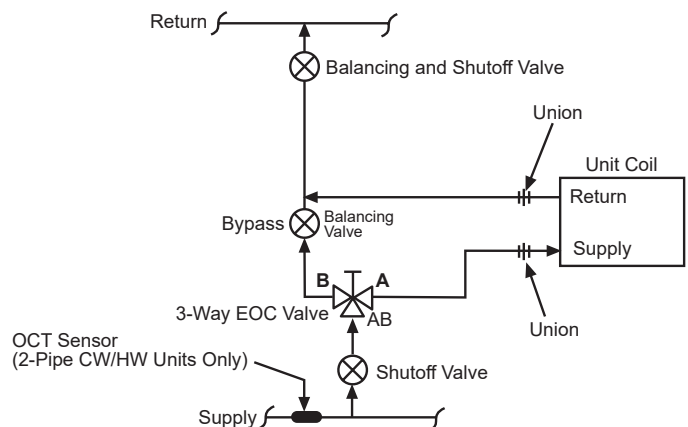 Return
Balancing and Shutoff Valve
Union
Unit Coil
Return
Bypass
Balancing
Valve
Supply
B
A
3-Way EOC Valve
AB
Union
OCT Sensor
(2-Pipe CW/HW Units Only)
Shutoff Valve
Supply